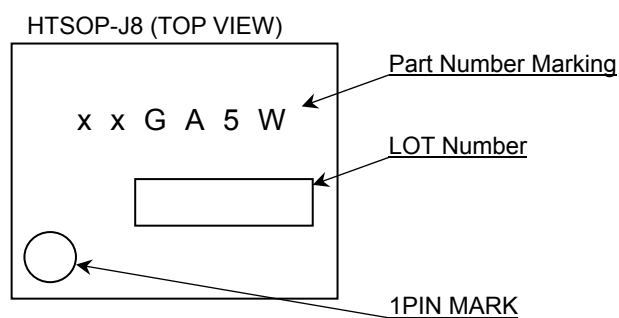 HTSOP-J8 (TOP VIEW)
Part Number Marking
x x G A 5 W
LOT Number
1PIN MARK